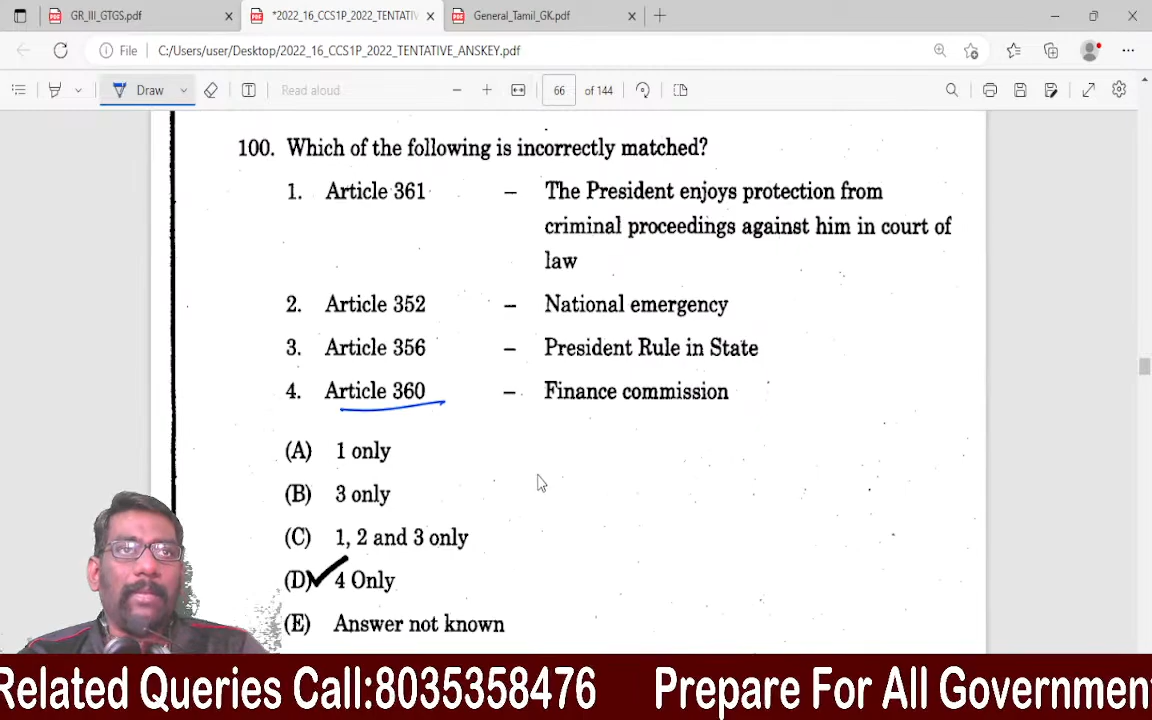 GR_III_GTGS.pdf
*2022_16_CCS1P_2022_TENTATIV
General_Tamil_GK.pdf
File
C:/Users/user/Desktop/2022_16_CCS1P_2022_TENTATIVE_ANSKEY.pdf
Draw
Read aloud
66
of 144
100. Which of the following is incorrectly matched?
1. Article 361 – The President enjoys protection from
criminal proceedings against him in court of
law
2. Article 352 – National emergency
3. Article 356 – President Rule in State
4. Article 360 – Finance commission
(A) 1 only
(B) 3 only
(C) 1, 2 and 3 only
(D) 4 Only
(E) Answer not known
Related Queries Call:8035358476 Prepare For All Government